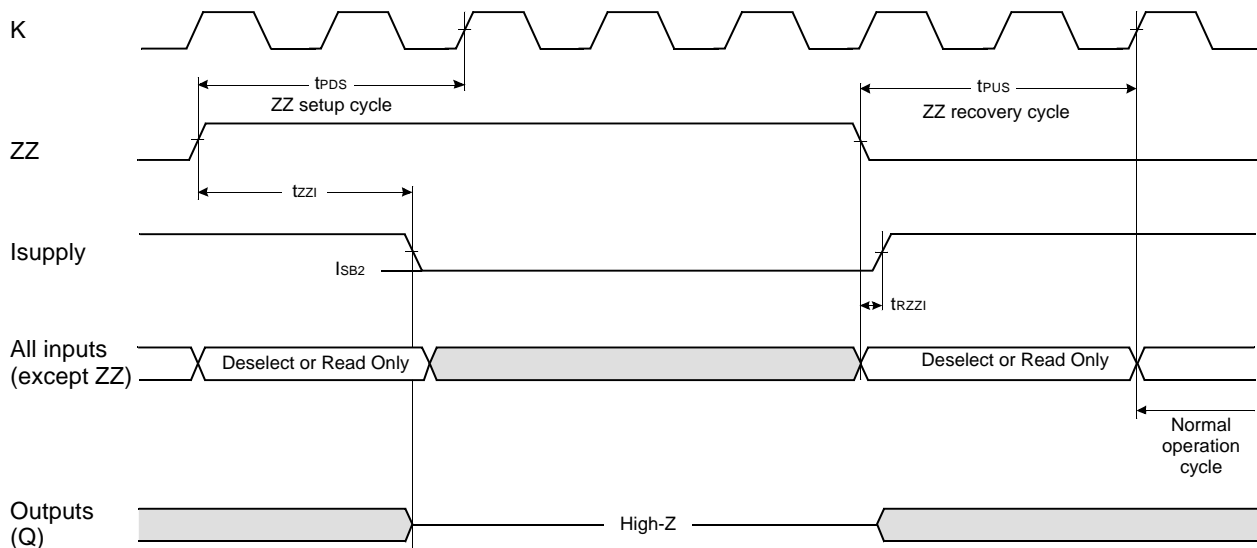 K
tPDS
ZZ setup cycle
tPUS
ZZ recovery cycle
ZZ
tZZI
Isupply
ISB2
tRZZI
All inputs
(except ZZ)
Deselect or Read Only
Deselect or Read Only
Normal
operation
cycle
Outputs
(Q)
High-Z